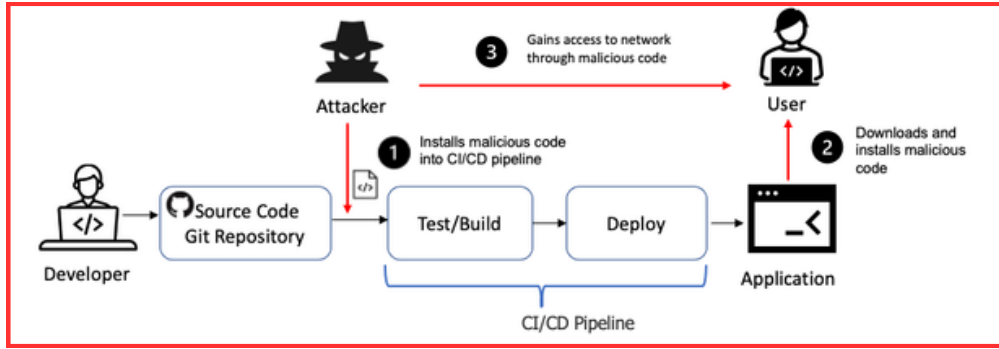 3
Gains access to network
through malicious code
Attacker
User
1
Installs malicious code
into CI/CD pipeline
2
Downloads and
installs malicious
code
</>
</>
</>
Source Code
Git Repository
Test/Build
Deploy
Developer
Application
CI/CD Pipeline